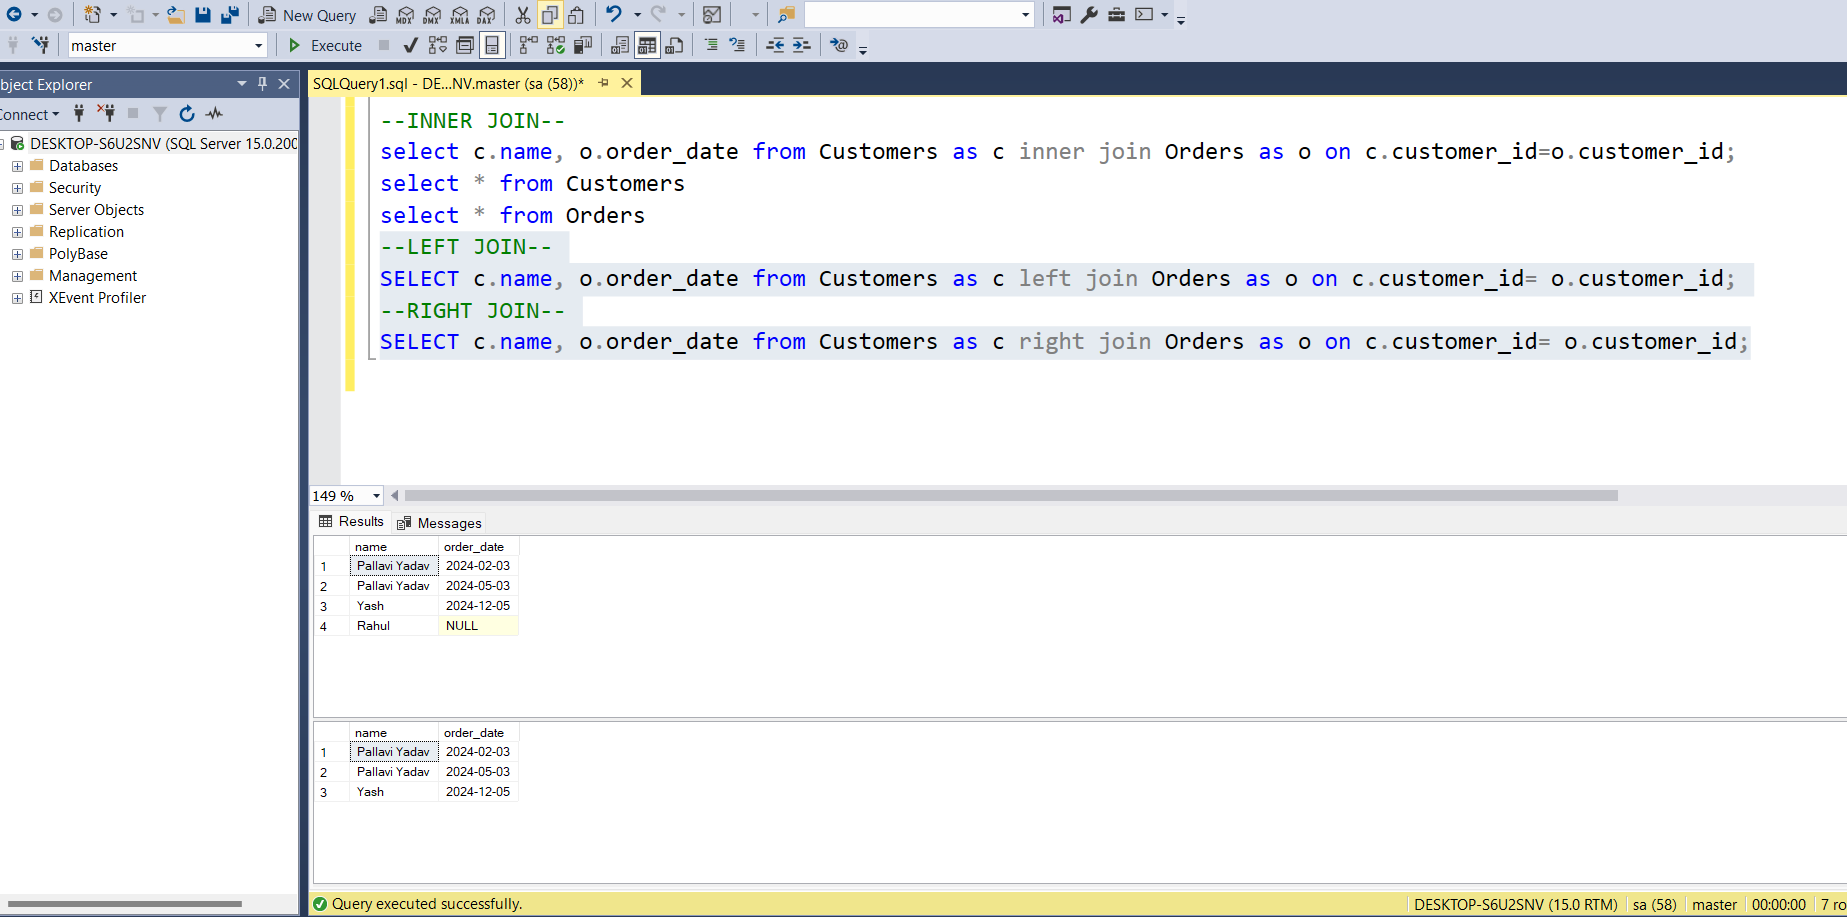 New Query MDX DMX XMLA DAX
master Execute
bject Explorer
onnect
DESKTOP-S6U2SNV (SQL Server 15.0.200
Databases
Security
Server Objects
Replication
PolyBase
Management
XEvent Profiler
SQLQuery1.sql - DE...NV.master (sa (58))*
--INNER JOIN--
select c.name, o.order_date from Customers as c inner join Orders as o on c.customer_id=o.customer_id;
select * from Customers
select * from Orders
--LEFT JOIN--
SELECT c.name, o.order_date from Customers as c left join Orders as o on c.customer_id= o.customer_id;
--RIGHT JOIN--
SELECT c.name, o.order_date from Customers as c right join Orders as o on c.customer_id= o.customer_id;
149 %
Results Messages
name order_date
1 Pallavi Yadav 2024-02-03
2 Pallavi Yadav 2024-05-03
3 Yash 2024-12-05
4 Rahul NULL
name order_date
1 Pallavi Yadav 2024-02-03
2 Pallavi Yadav 2024-05-03
3 Yash 2024-12-05
Query executed successfully. DESKTOP-S6U2SNV (15.0 RTM) sa (58) master 00:00:00 7 ro